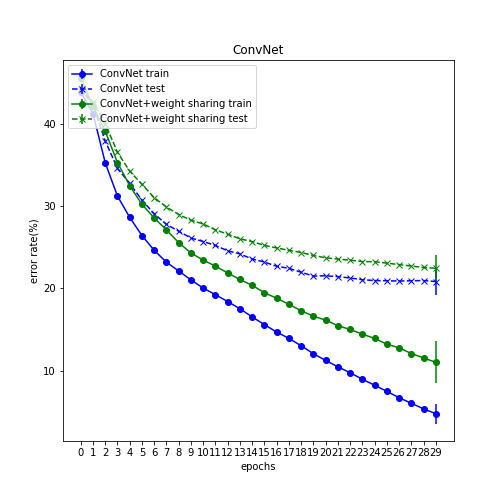 ConvNet
ConvNet train
ConvNet test
ConvNet+weight sharing train
ConvNet+weight sharing test
error rate(%)
40
30
20
10
0 1 2 3 4 5 6 7 8 9 10 11 12 13 14 15 16 17 18 19 20 21 22 23 24 25 26 27 28 29
epochs